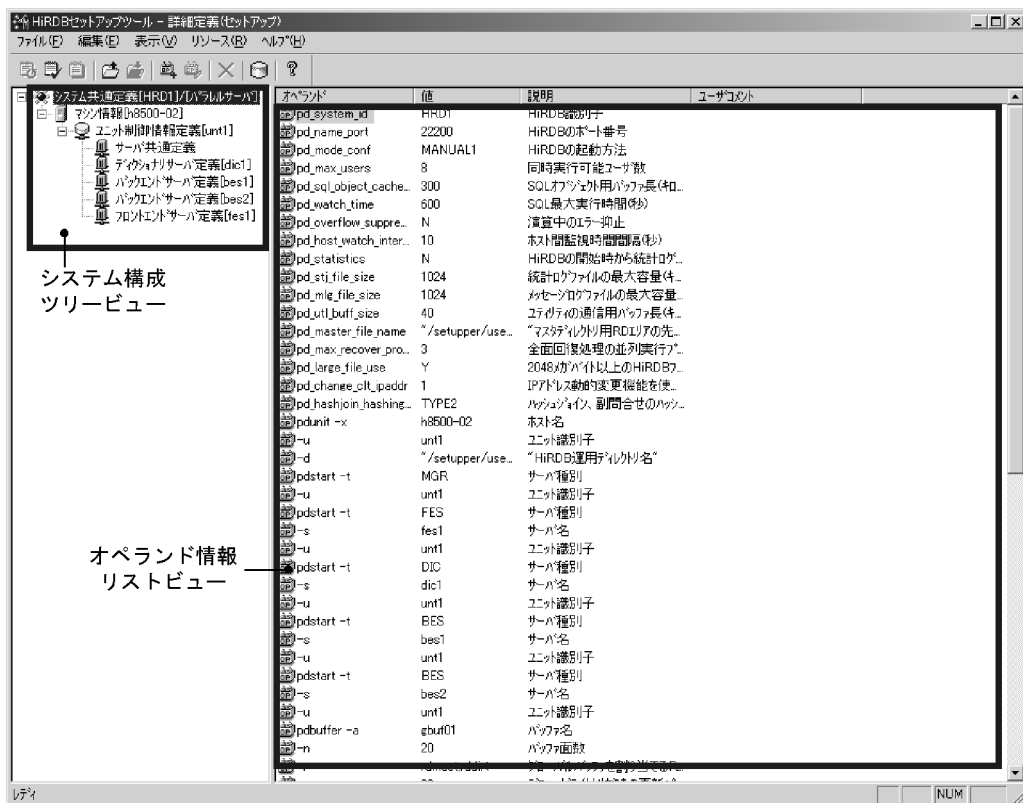 HiRDBセットアップツール - 詳細定義(セットアップ)
ファイル(F) 編集(E) 表示(V) リソース(R) ヘルプ(H)
システム共通定義[HRD1]/[パラレルサーバ]
マシン情報[h8500-02]
ユニット制御情報定義[unt1]
サーバ共通定義
ディクショナリサーバ定義[dic1]
バックエンドサーバ定義[bes1]
バックエンドサーバ定義[bes2]
フロントエンドサーバ定義[fes1]
システム構成
ツリービュー
オペランド情報
リストビュー
オペランド 値 説明 ユーザコメント
pd_system_id HRD1 HiRDB識別子
pd_name_port 22200 HiRDBのポート番号
pd_mode_conf MANUAL1 HiRDBの起動方法
pd_max_users 8 同時実行可能ユーザ数
pd_sql_object_cache... 300 SQLオブジェクト用バッファ長(キロ...
pd_watch_time 600 SQL最大実行時間(秒)
pd_overflow_suppre... N 演算中のエラー抑止
pd_host_watch_inter... 10 ホスト間監視時間間隔(秒)
pd_statistics N HiRDBの開始時から統計ログ...
pd_stj_file_size 1024 統計ログファイルの最大容量(キ...
pd_mlg_file_size 1024 メッセージログファイルの最大容量...
pd_utl_buff_size 40 ユティリティの通信用バッファ長(キ...
pd_master_file_name "/setupper/use... "マスタディレクトリ用RDエリアの先...
pd_max_recover_pro... 3 全面回復処理の並列実行プ...
pd_large_file_use Y 2048メガバイト以上のHiRDBフ...
pd_change_clt_ipaddr 1 IPアドレス動的変更機能を使...
pd_hashjoin_hashing... TYPE2 ハッシュジョイン、副問合せのハッシ...
pdunit -x h8500-02 ホスト名
-u unt1 ユニット識別子
-d "/setupper/use... "HiRDB運用ディレクトリ名"
pdstart -t MGR サーバ種別
-u unt1 ユニット識別子
pdstart -t FES サーバ種別
-s fes1 サーバ名
-u unt1 ユニット識別子
pdstart -t DIC サーバ種別
-s dic1 サーバ名
-u unt1 ユニット識別子
pdstart -t BES サーバ種別
-s bes1 サーバ名
-u unt1 ユニット識別子
pdstart -t BES サーバ種別
-s bes2 サーバ名
-u unt1 ユニット識別子
pdbuffer -a gbuf01 バッファ名
-n 20 バッファ面数
レディ NUM